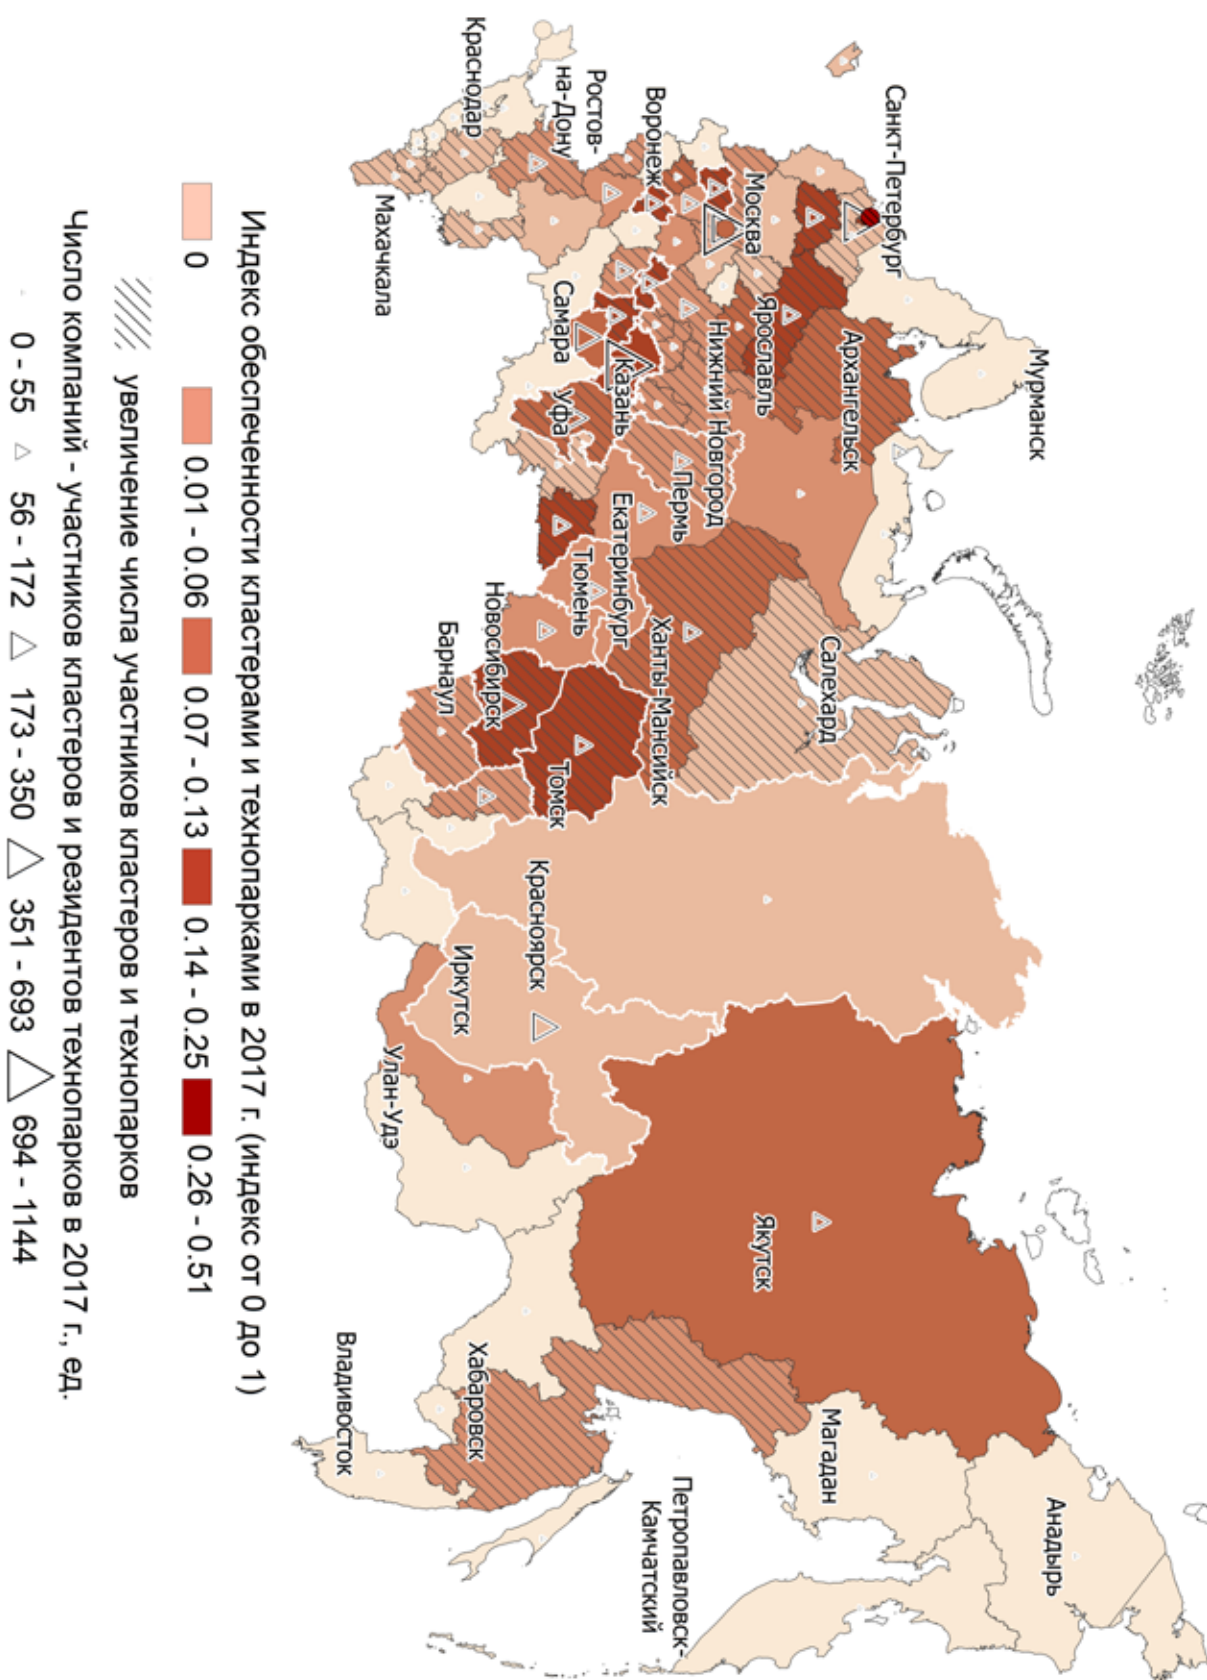 Мурманск
Санкт-Петербург
Архангельск
Анадырь
Салехард
Магадан
Ярославль
Москва
Якутск
Нижний Новгород
Пермь
Ханты-Мансийск
Петропавловск-
Камчатский
Воронеж
Казань
Екатеринбург
Ростов-
на-Дону
Самара
Уфа
Тюмень
Томск
Красноярск
Краснодар
Новосибирск
Иркутск
Хабаровск
Барнаул
Махачкала
Улан-Удэ
Владивосток
Индекс обеспеченности кластерами и технопарками в 2017 г. (индекс от 0 до 1)
0 0.01 - 0.06 0.07 - 0.13 0.14 - 0.25 0.26 - 0.51
увеличение числа участников кластеров и технопарков
Число компаний - участников кластеров и резидентов технопарков в 2017 г., ед.
0 - 55 56 - 172 173 - 350 351 - 693 694 - 1144